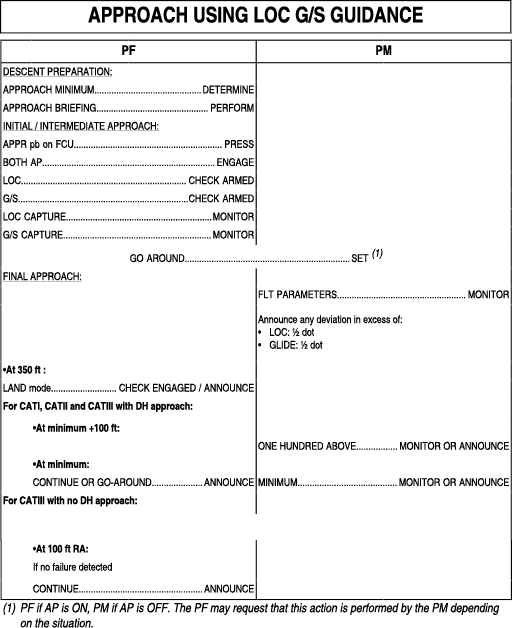 APPROACH USING LOC G/S GUIDANCE
PF PM
DESCENT PREPARATION:
APPROACH MINIMUM.......................................... DETERMINE
APPROACH BRIEFING............................................ PERFORM
INITIAL / INTERMEDIATE APPROACH:
APPR pb on FCU.......................................................... PRESS
BOTH AP.................................................................... ENGAGE
LOC................................................................. CHECK ARMED
G/S...................................................................CHECK ARMED
LOC CAPTURE......................................................... MONITOR
G/S CAPTURE.......................................................... MONITOR
GO AROUND................................................................. SET (1)
FINAL APPROACH:
FLT PARAMETERS................................................... MONITOR
Announce any deviation in excess of:
• LOC: ½ dot
• GLIDE: ½ dot
•At 350 ft :
LAND mode.......................... CHECK ENGAGED / ANNOUNCE
For CATI, CATII and CATIII with DH approach:
•At minimum +100 ft:
ONE HUNDRED ABOVE................ MONITOR OR ANNOUNCE
•At minimum:
CONTINUE OR GO-AROUND.................... ANNOUNCE MINIMUM....................................... MONITOR OR ANNOUNCE
For CATIII with no DH approach:
•At 100 ft RA:
If no failure detected
CONTINUE................................................ ANNOUNCE
(1) PF if AP is ON, PM if AP is OFF. The PF may request that this action is performed by the PM depending
on the situation.